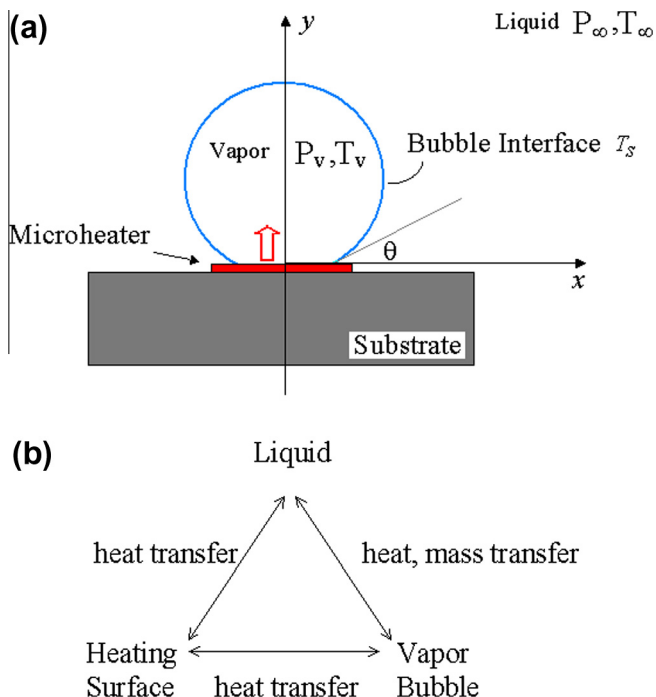 (a)
y
Liquid P∞,T∞
Vapor
Pv,Tv
Bubble Interface Ts
Microheater
θ
x
Substrate
(b)
Liquid
heat transfer
heat, mass transfer
Heating
Surface
heat transfer
Vapor
Bubble